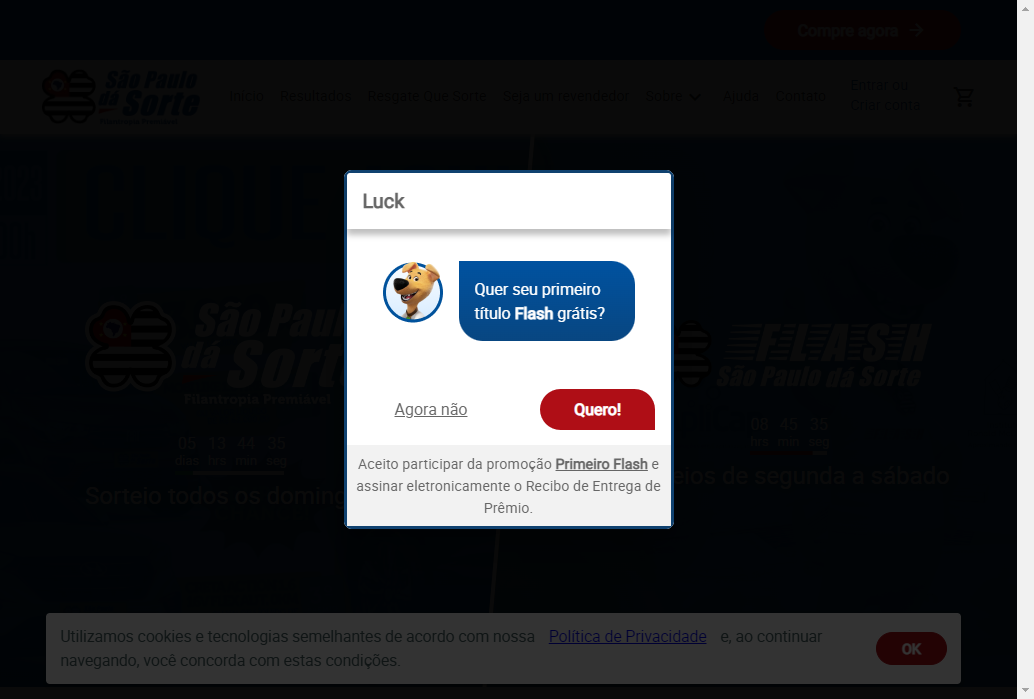 Compre agora
São Paulo
dá Sorte
Início Resultados Resgate Que Sorte Seja um revendedor Sobre Ajuda Contato Entrar ou
Criar conta
CLIQUE
Luck
Quer seu primeiro
título Flash grátis?
Agora não
Quero!
Aceito participar da promoção Primeiro Flash e
assinar eletronicamente o Recibo de Entrega de
Prêmio.
São Paulo
dá Sorte
Filantropia Premiável
05 13 44 35
dias hrs min seg
Sorteio todos os doming
FLASH
São Paulo dá Sorte
08 45 35
hrs min seg
eios de segunda a sábado
Utilizamos cookies e tecnologias semelhantes de acordo com nossa Política de Privacidade e, ao continuar
navegando, você concorda com estas condições.
OK